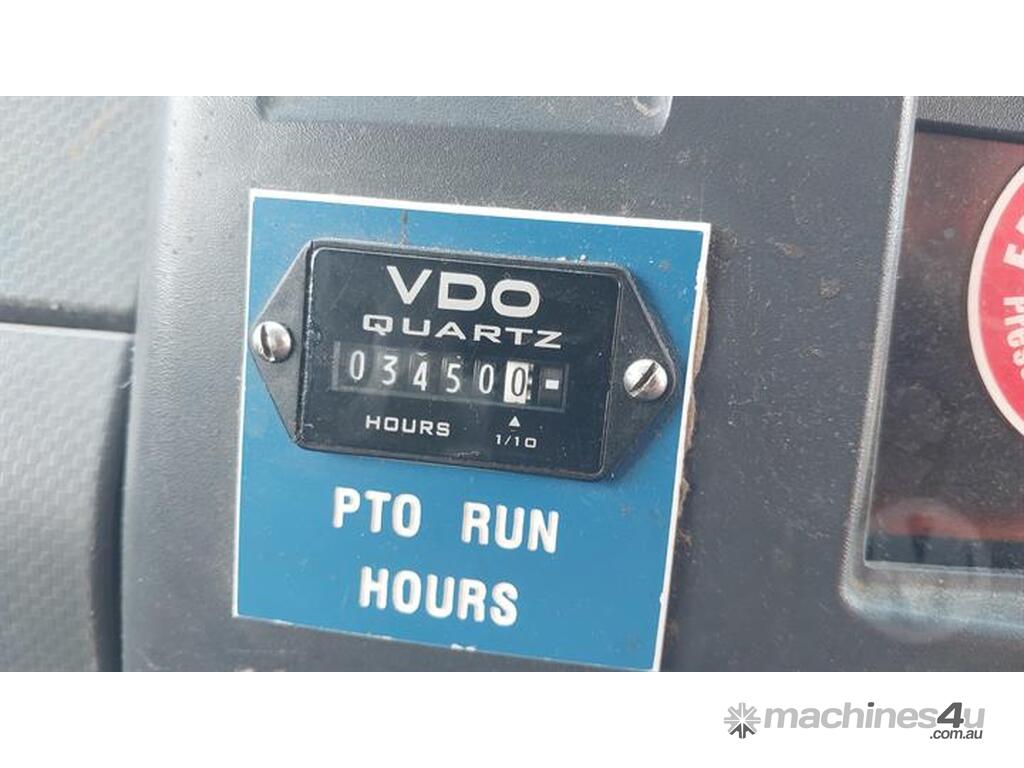 VDO
QUARTZ
034500
HOURS
1/10
PTO RUN
HOURS
machines4u
.com.au